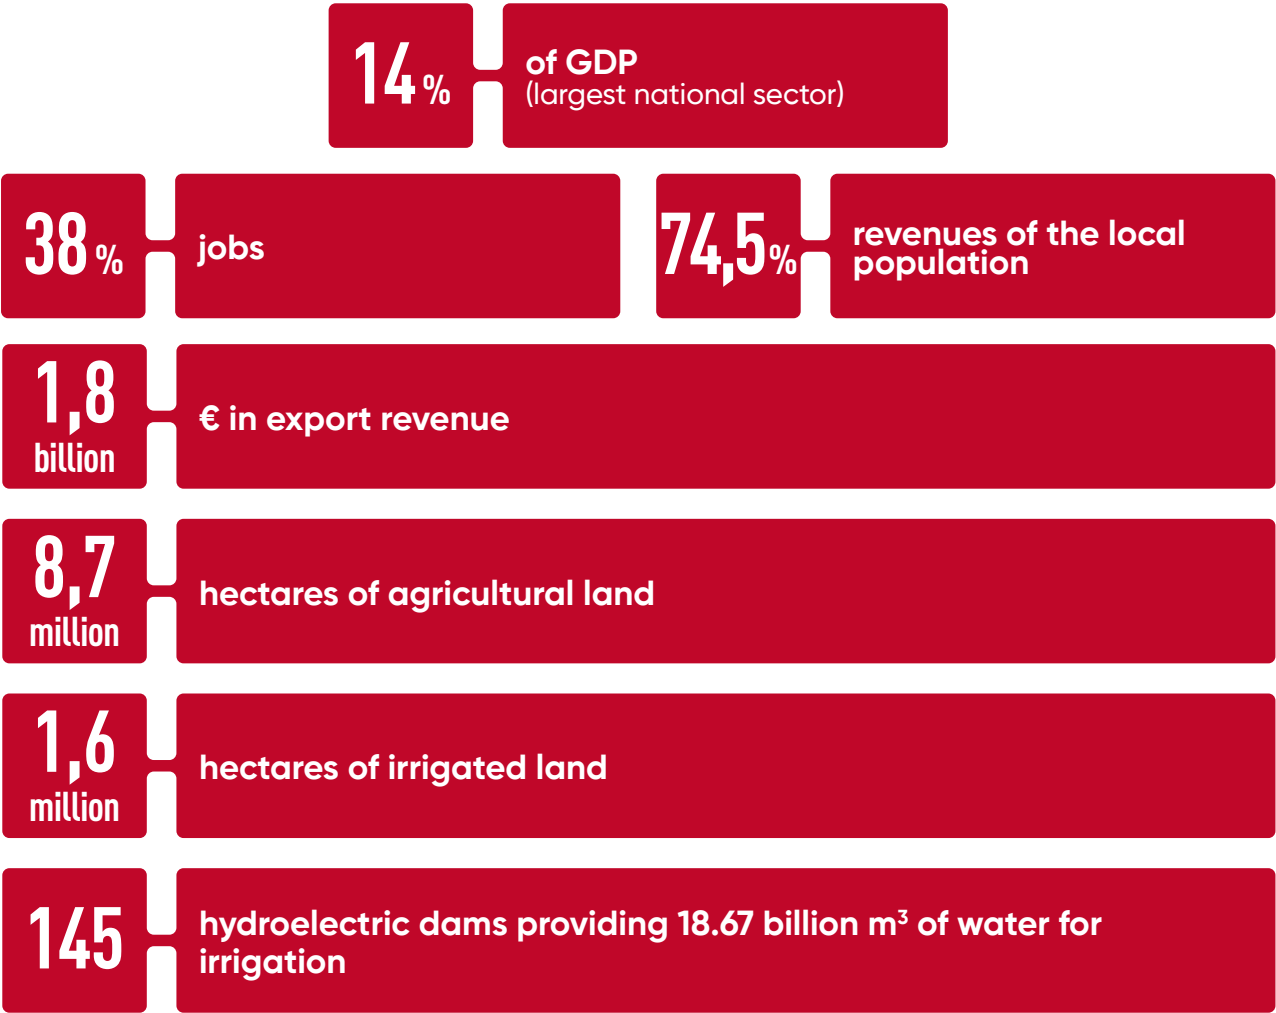 14 %
of GDP
(largest national sector)
38 %
jobs
74,5%
revenues of the local
population
1,8
billion
€ in export revenue
8,7
million
hectares of agricultural land
1,6
million
hectares of irrigated land
145
hydroelectric dams providing 18.67 billion m³ of water for
irrigation